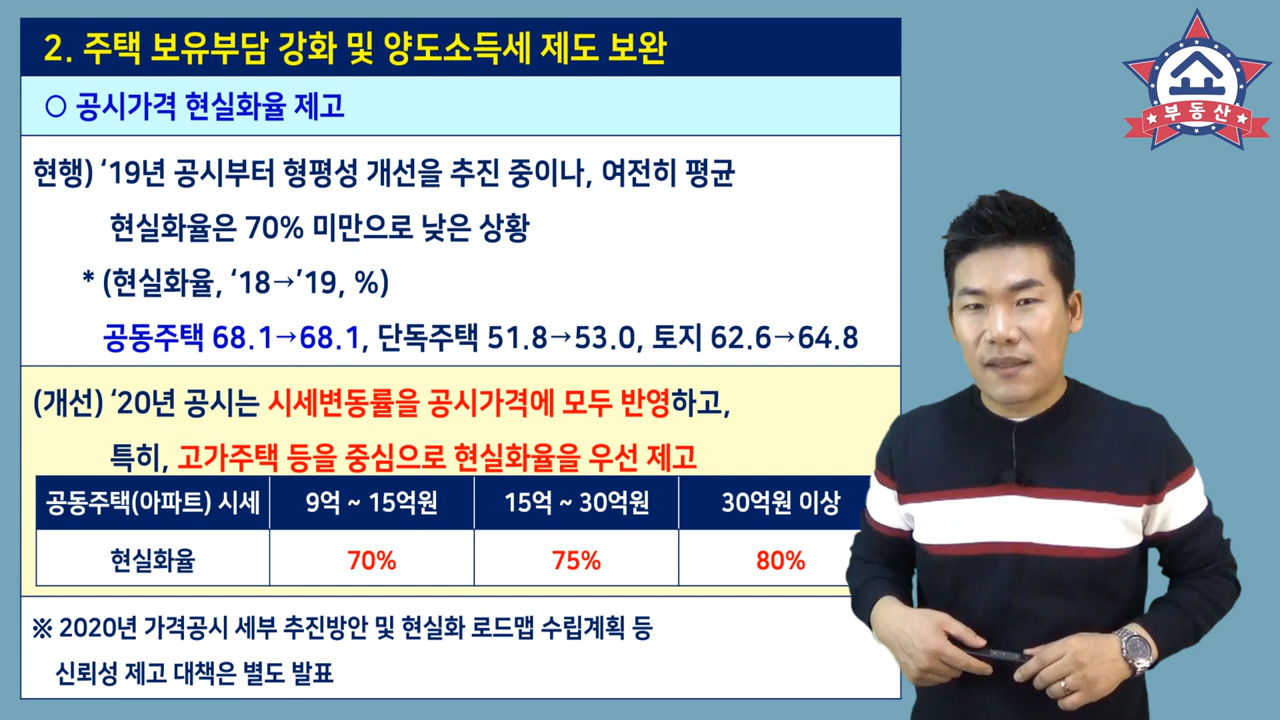 2. 주택 보유부담 강화 및 양도소득세 제도 보완
○ 공시가격 현실화율 제고
현행) ‘19년 공시부터 형평성 개선을 추진 중이나, 여전히 평균
현실화율은 70% 미만으로 낮은 상황
* (현실화율, ‘18→’19, %)
공동주택 68.1→68.1, 단독주택 51.8→53.0, 토지 62.6→64.8
(개선) ‘20년 공시는 시세변동률을 공시가격에 모두 반영하고,
특히, 고가주택 등을 중심으로 현실화율을 우선 제고
공동주택(아파트) 시세 9억 ~ 15억원 15억 ~ 30억원 30억원 이상
현실화율 70% 75% 80%
※ 2020년 가격공시 세부 추진방안 및 현실화 로드맵 수립계획 등
신뢰성 제고 대책은 별도 발표
쇼
부동산